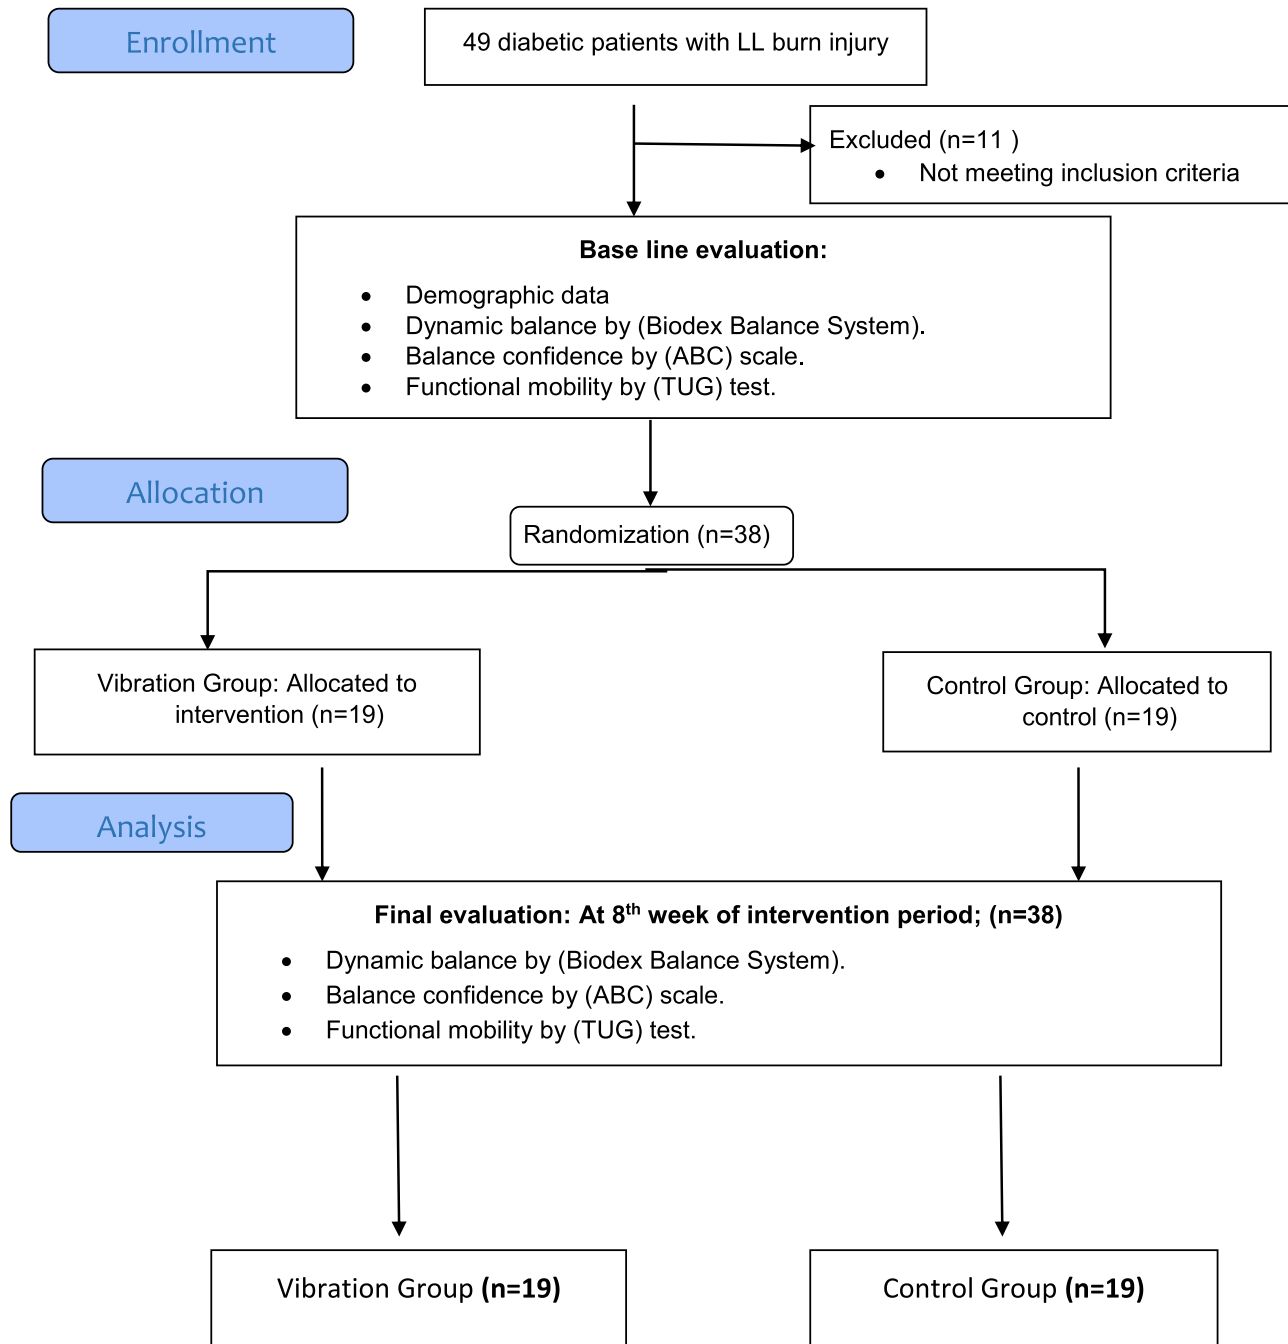 Enrollment
49 diabetic patients with LL burn injury
Excluded (n=11 )
• Not meeting inclusion criteria
Base line evaluation:
• Demographic data
• Dynamic balance by (Biodex Balance System).
• Balance confidence by (ABC) scale.
• Functional mobility by (TUG) test.
Allocation
Randomization (n=38)
Vibration Group: Allocated to
intervention (n=19)
Control Group: Allocated to
control (n=19)
Analysis
Final evaluation: At 8th week of intervention period; (n=38)
• Dynamic balance by (Biodex Balance System).
• Balance confidence by (ABC) scale.
• Functional mobility by (TUG) test.
Vibration Group (n=19)
Control Group (n=19)